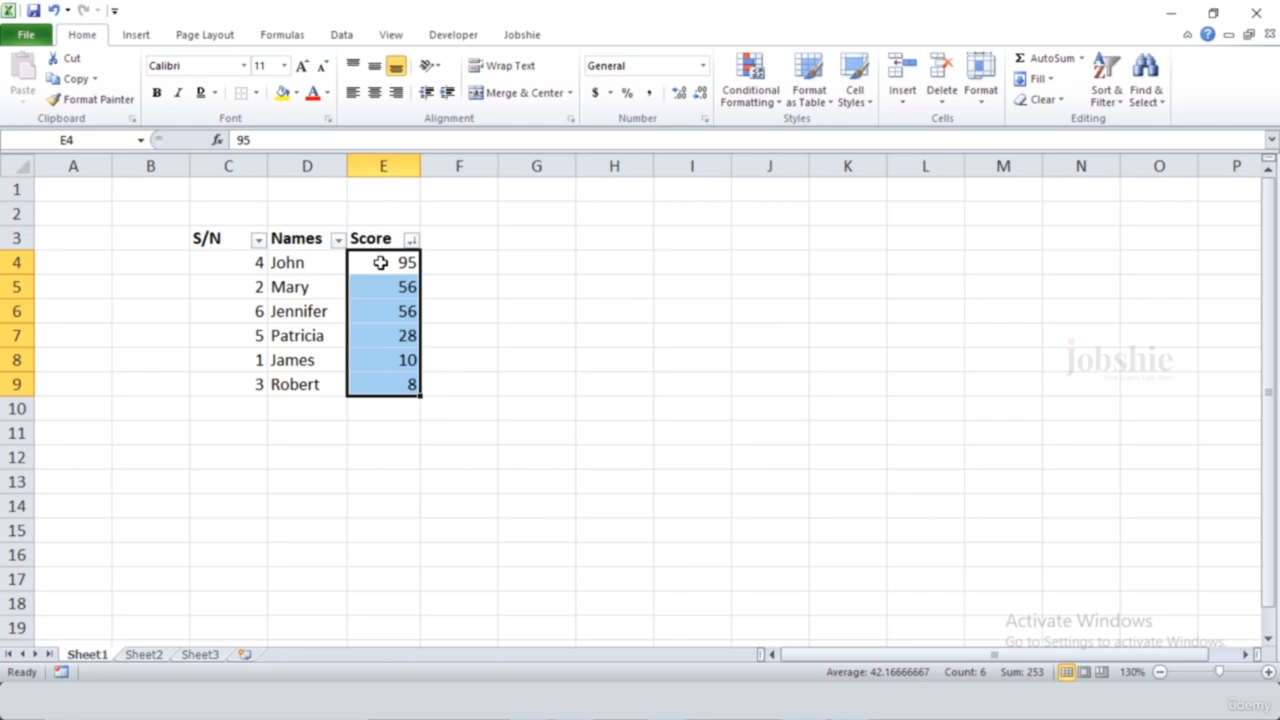 File Home Insert Page Layout Formulas Data View Developer Jobshie
Paste Cut Copy Format Painter Clipboard
Calibri 11 B I D A Font
Wrap Text Merge & Center Alignment
General $ % , Number
Conditional Formatting Format as Table Cell Styles Styles
Insert Delete Format Cells
Σ AutoSum Fill Clear Sort & Filter Find & Select Editing
E4 fx 95
A B C D E F G H I J K L M N O P
1
2
3 S/N Names Score
4 4 John 95
5 2 Mary 56
6 6 Jennifer 56
7 5 Patricia 28
8 1 James 10
9 3 Robert 8
jobshie
10
11
12
13
14
15
16
17
18
19
Activate Windows
Go to Settings to activate Windows.
Sheet1 Sheet2 Sheet3
Ready Average: 42.16666667 Count: 6 Sum: 253 130%
ûdemy